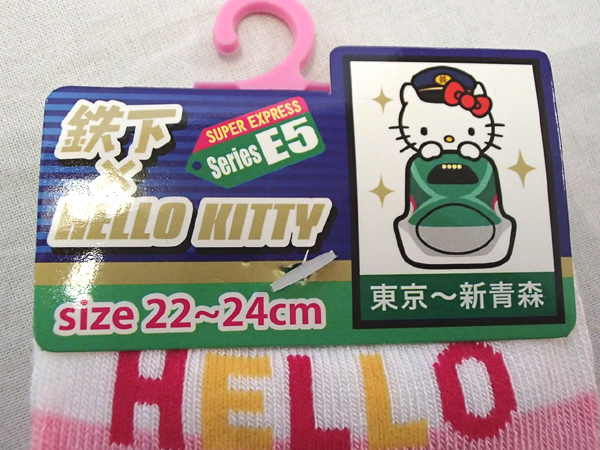 鉄下
×
HELLO KITTY
SUPER EXPRESS
Series E5
size 22~24cm
東京〜新青森
HELLO